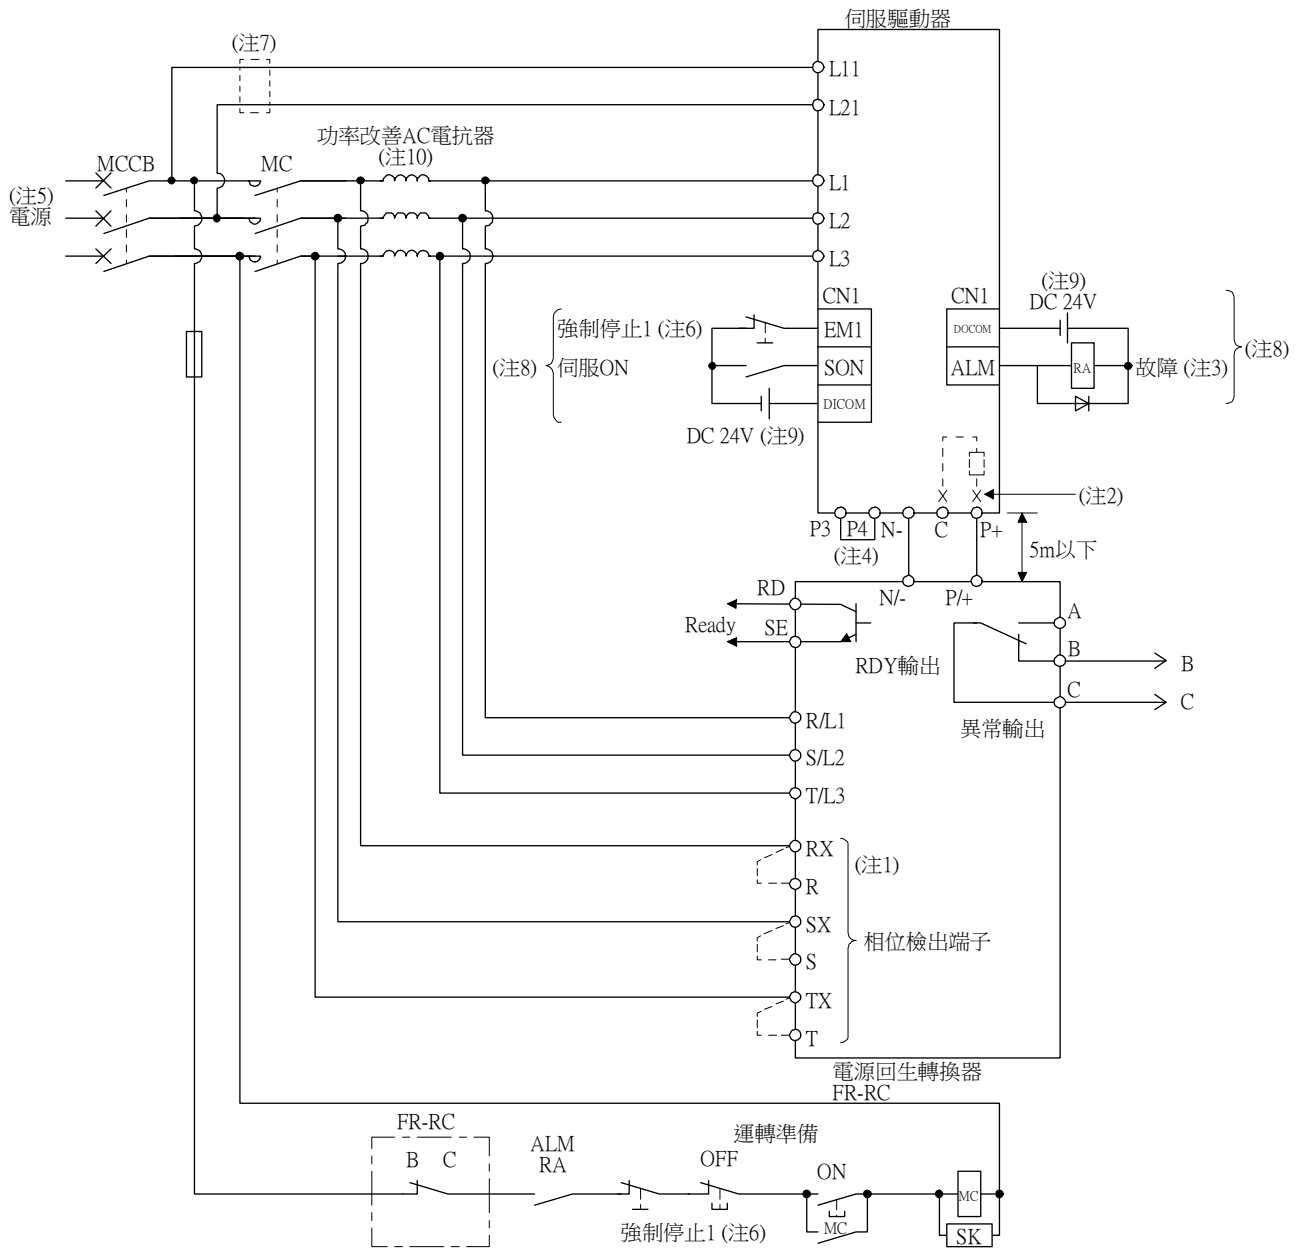 伺服驅動器
(注7)
L11
L21
功率改善AC電抗器
(注10)
MCCB
MC
(注5)
電源
L1
L2
L3
CN1
CN1
(注9)
DC 24V
強制停止1 (注6)
EM1
DOCOM
(注8)
伺服ON
SON
ALM
RA
故障 (注3)
(注8)
DICOM
DC 24V (注9)
(注2)
P3
P4
N-
C
P+
(注4)
5m以下
N/-
P/+
RD
Ready
SE
RDY輸出
A
B
B
C
C
異常輸出
R/L1
S/L2
T/L3
RX
(注1)
R
SX
相位檢出端子
S
TX
T
電源回生轉換器
FR-RC
FR-RC
B
C
ALM
RA
運轉準備
OFF
ON
MC
強制停止1 (注6)
MC
SK